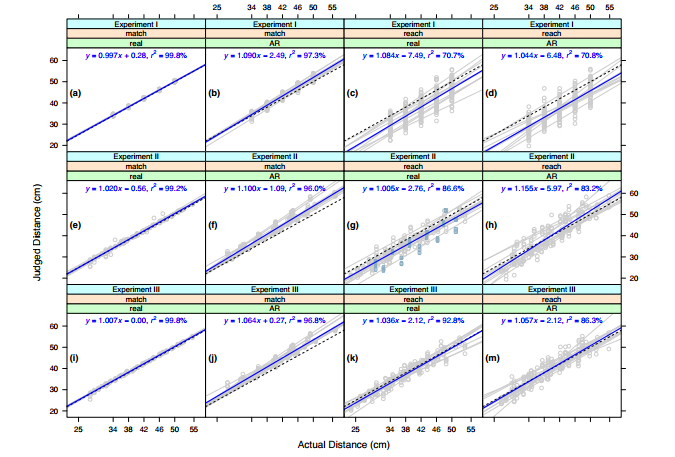 25 34 38 42 46 50 55 25 34 38 42 46 50 55
Experiment I Experiment I Experiment I Experiment I
match match reach reach
real AR real AR
y = 0.997x + 0.28, r² = 99.8% y = 1.090x − 2.49, r² = 97.3% y = 1.084x − 7.49, r² = 70.7% y = 1.044x − 6.48, r² = 70.8%
60
50
(a) (b) (c) (d)
40
30
20
Experiment II Experiment II Experiment II Experiment II
match match reach reach
real AR real AR
y = 1.020x − 0.56, r² = 99.2% y = 1.100x − 1.09, r² = 96.0% y = 1.005x − 2.76, r² = 86.6% y = 1.155x − 5.97, r² = 83.2%
60
50
(e) (f) (g) (h)
40
30
20
Judged Distance (cm)
Experiment III Experiment III Experiment III Experiment III
match match reach reach
real AR real AR
y = 1.007x − 0.00, r² = 99.8% y = 1.064x + 0.27, r² = 96.8% y = 1.036x − 2.12, r² = 92.8% y = 1.057x − 2.12, r² = 86.3%
60
50
(i) (j) (k) (m)
40
30
20
25 34 38 42 46 50 55 25 34 38 42 46 50 55
Actual Distance (cm)